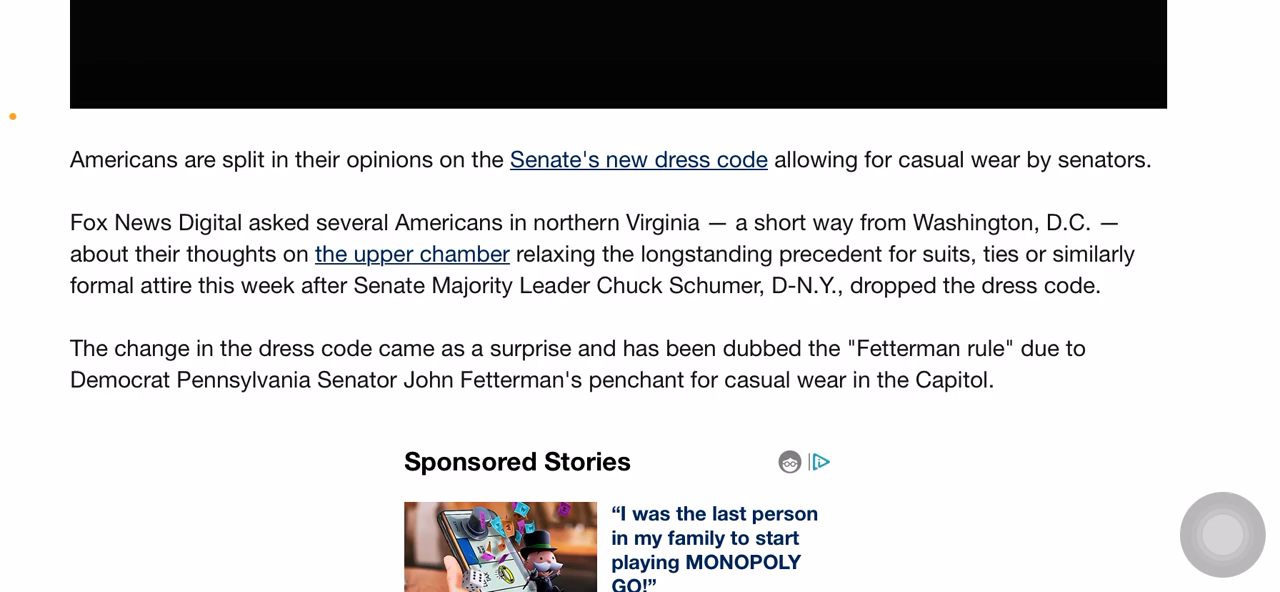 Americans are split in their opinions on the Senate's new dress code allowing for casual wear by senators.
Fox News Digital asked several Americans in northern Virginia — a short way from Washington, D.C. —
about their thoughts on the upper chamber relaxing the longstanding precedent for suits, ties or similarly
formal attire this week after Senate Majority Leader Chuck Schumer, D-N.Y., dropped the dress code.
The change in the dress code came as a surprise and has been dubbed the "Fetterman rule" due to
Democrat Pennsylvania Senator John Fetterman's penchant for casual wear in the Capitol.
Sponsored Stories
“I was the last person
in my family to start
playing MONOPOLY
GO!”